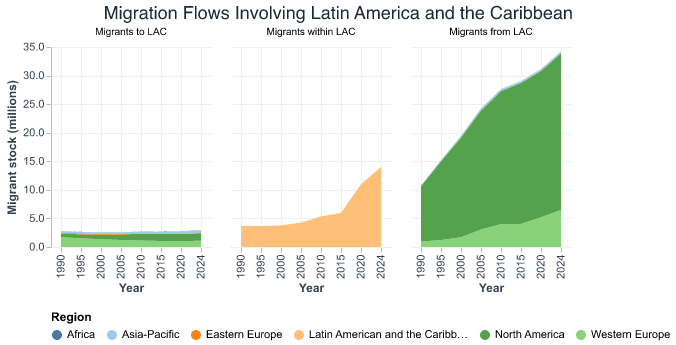 Migration Flows Involving Latin America and the Caribbean
Migrants to LAC
Migrants within LAC
Migrants from LAC
Migrant stock (millions)
35.0
30.0
25.0
20.0
15.0
10.0
5.0
0.0
1990 1995 2000 2005 2010 2015 2020 2024
1990 1995 2000 2005 2010 2015 2020 2024
1990 1995 2000 2005 2010 2015 2020 2024
Year
Year
Year
Region
Africa
Asia-Pacific
Eastern Europe
Latin American and the Caribb…
North America
Western Europe